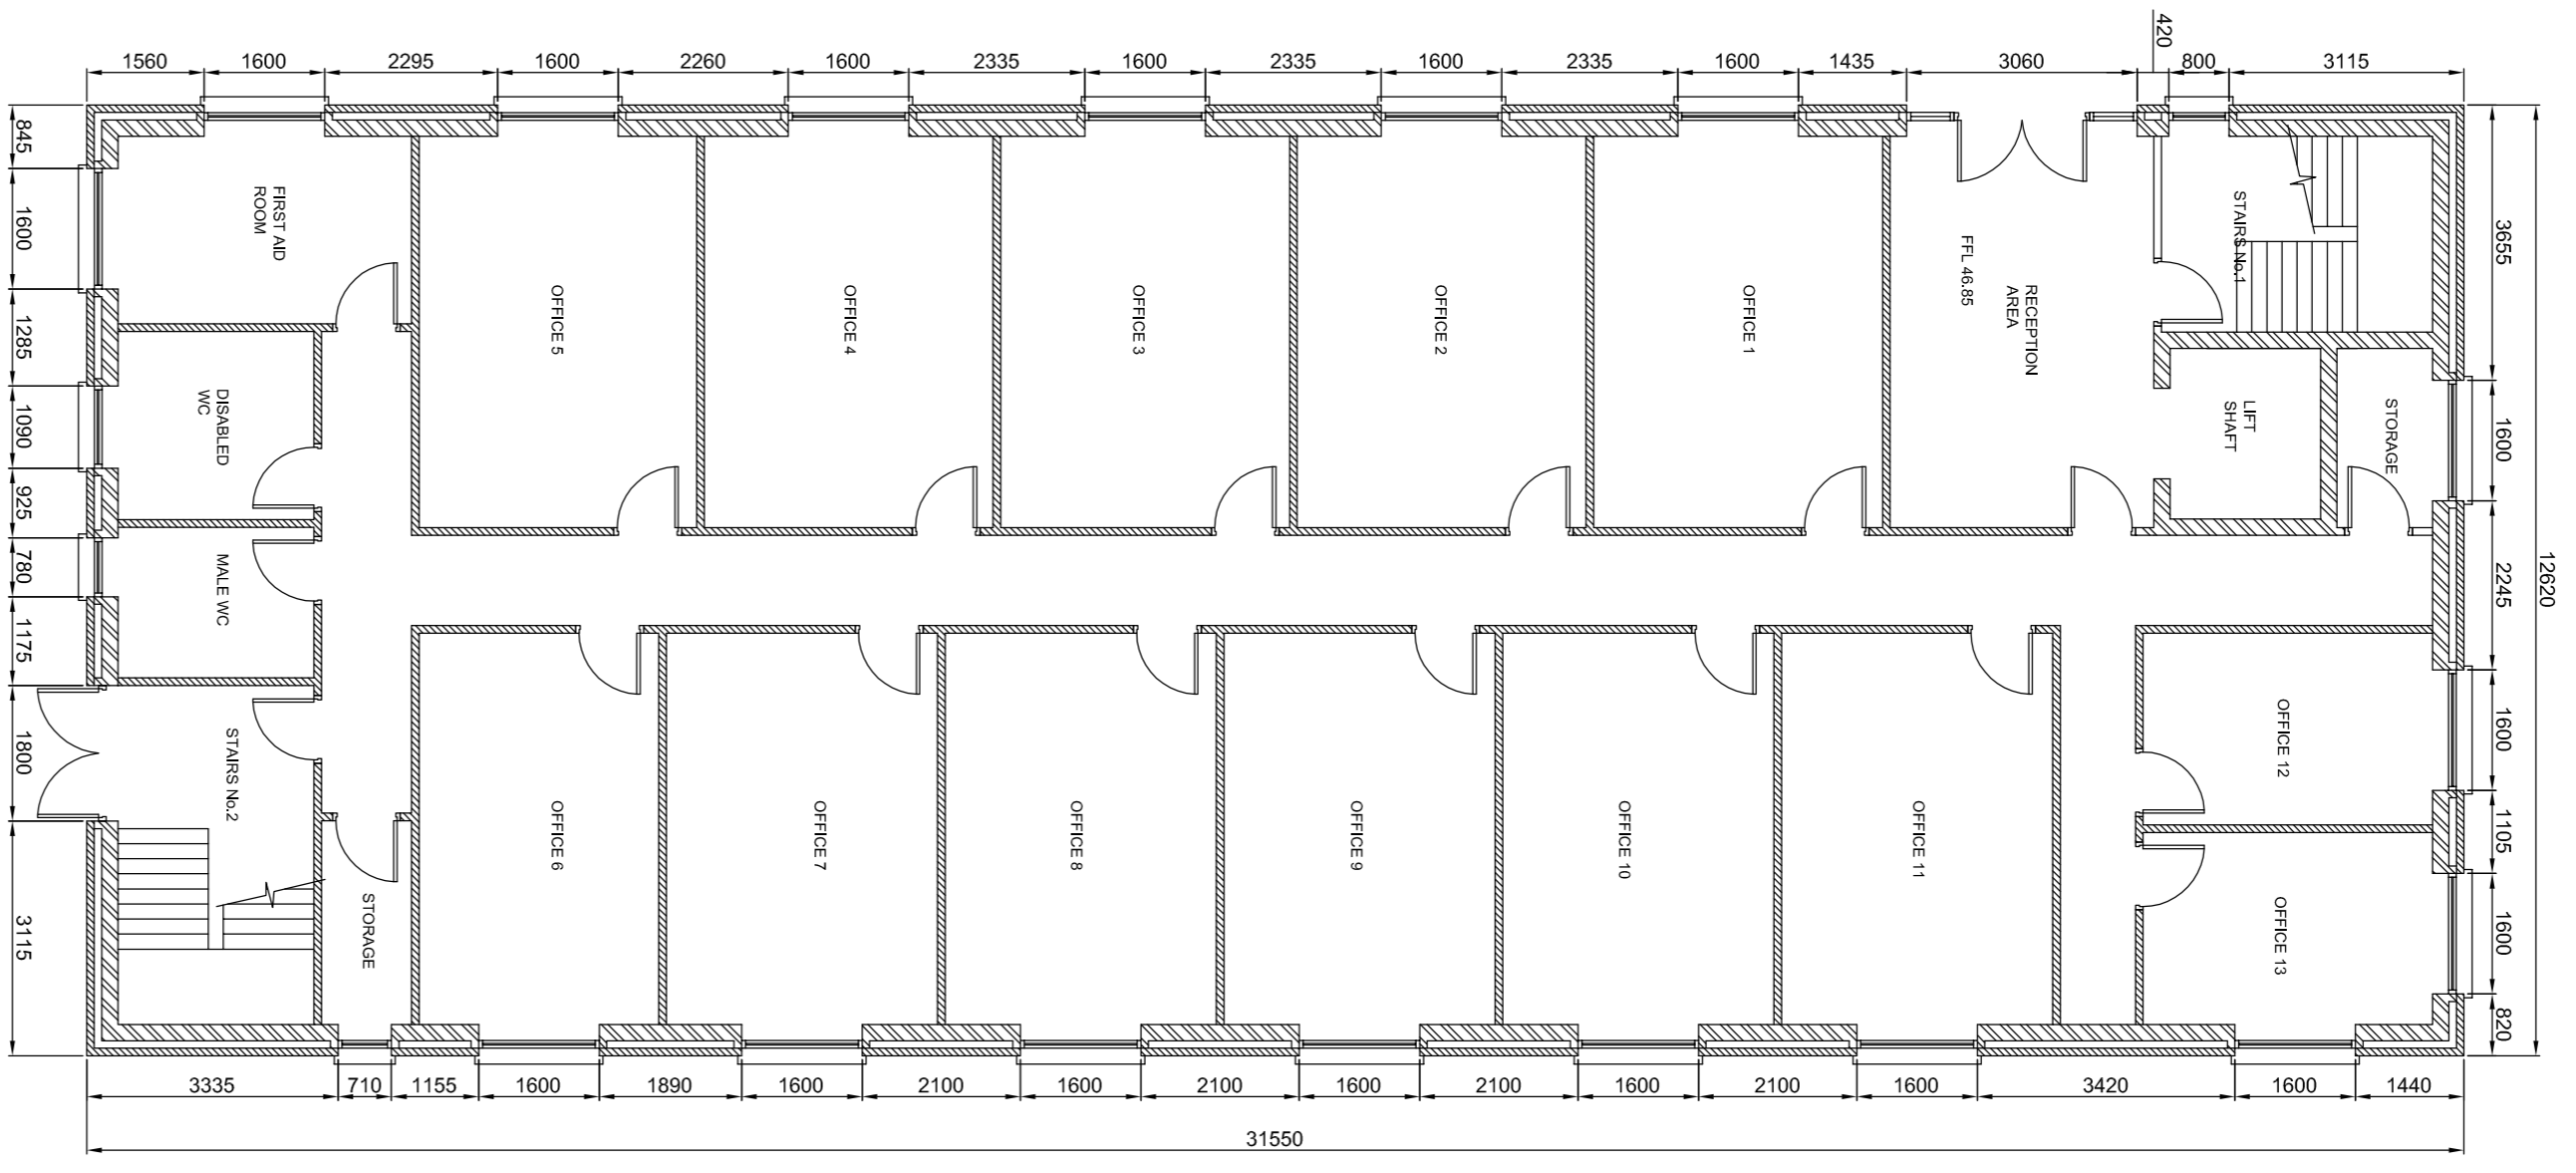 420
1560
1600
2295
1600
2260
1600
2335
1600
2335
1600
2335
1600
1435
3060
800
3115
845
1600
1285
1090
925
780
1175
1800
3115
FIRST AID
ROOM
OFFICE 5
OFFICE 4
OFFICE 3
OFFICE 2
OFFICE 1
FFL 46.85
RECEPTION
AREA
STAIRS No.1
LIFT
SHAFT
STORAGE
DISABLED
WC
MALE WC
STAIRS No.2
STORAGE
OFFICE 6
OFFICE 7
OFFICE 8
OFFICE 9
OFFICE 10
OFFICE 11
OFFICE 12
OFFICE 13
3655
1600
2245
1600
1105
1600
820
12620
3335
710
1155
1600
1890
1600
2100
1600
2100
1600
2100
1600
2100
1600
3420
1600
1440
31550